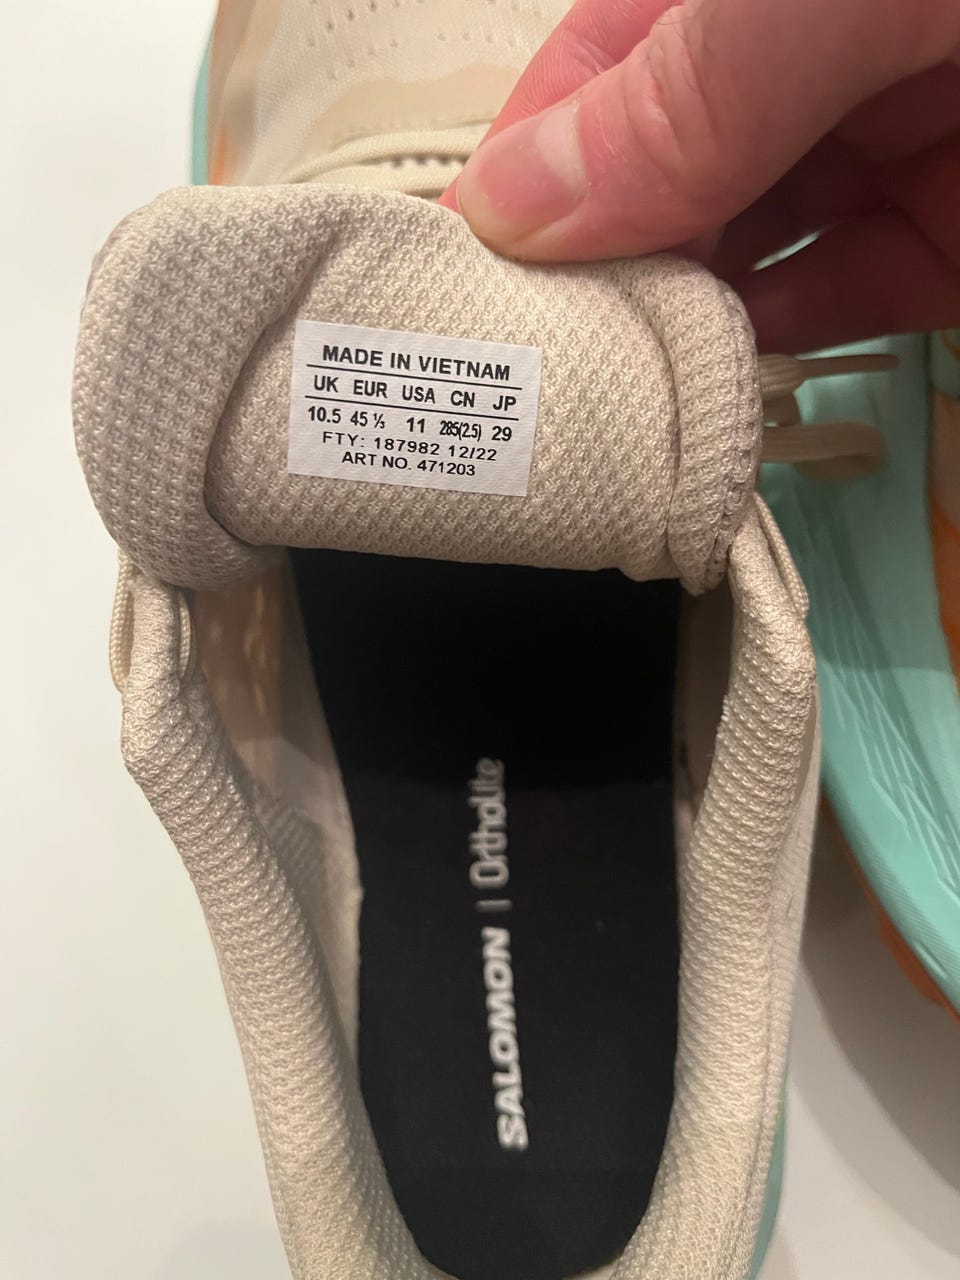 MADE IN VIETNAM
UK EUR USA CN JP
10.5 45 ⅓ 11 285(2.5) 29
FTY: 187982 12/22
ART NO. 471203
SALOMON | OrthoLite